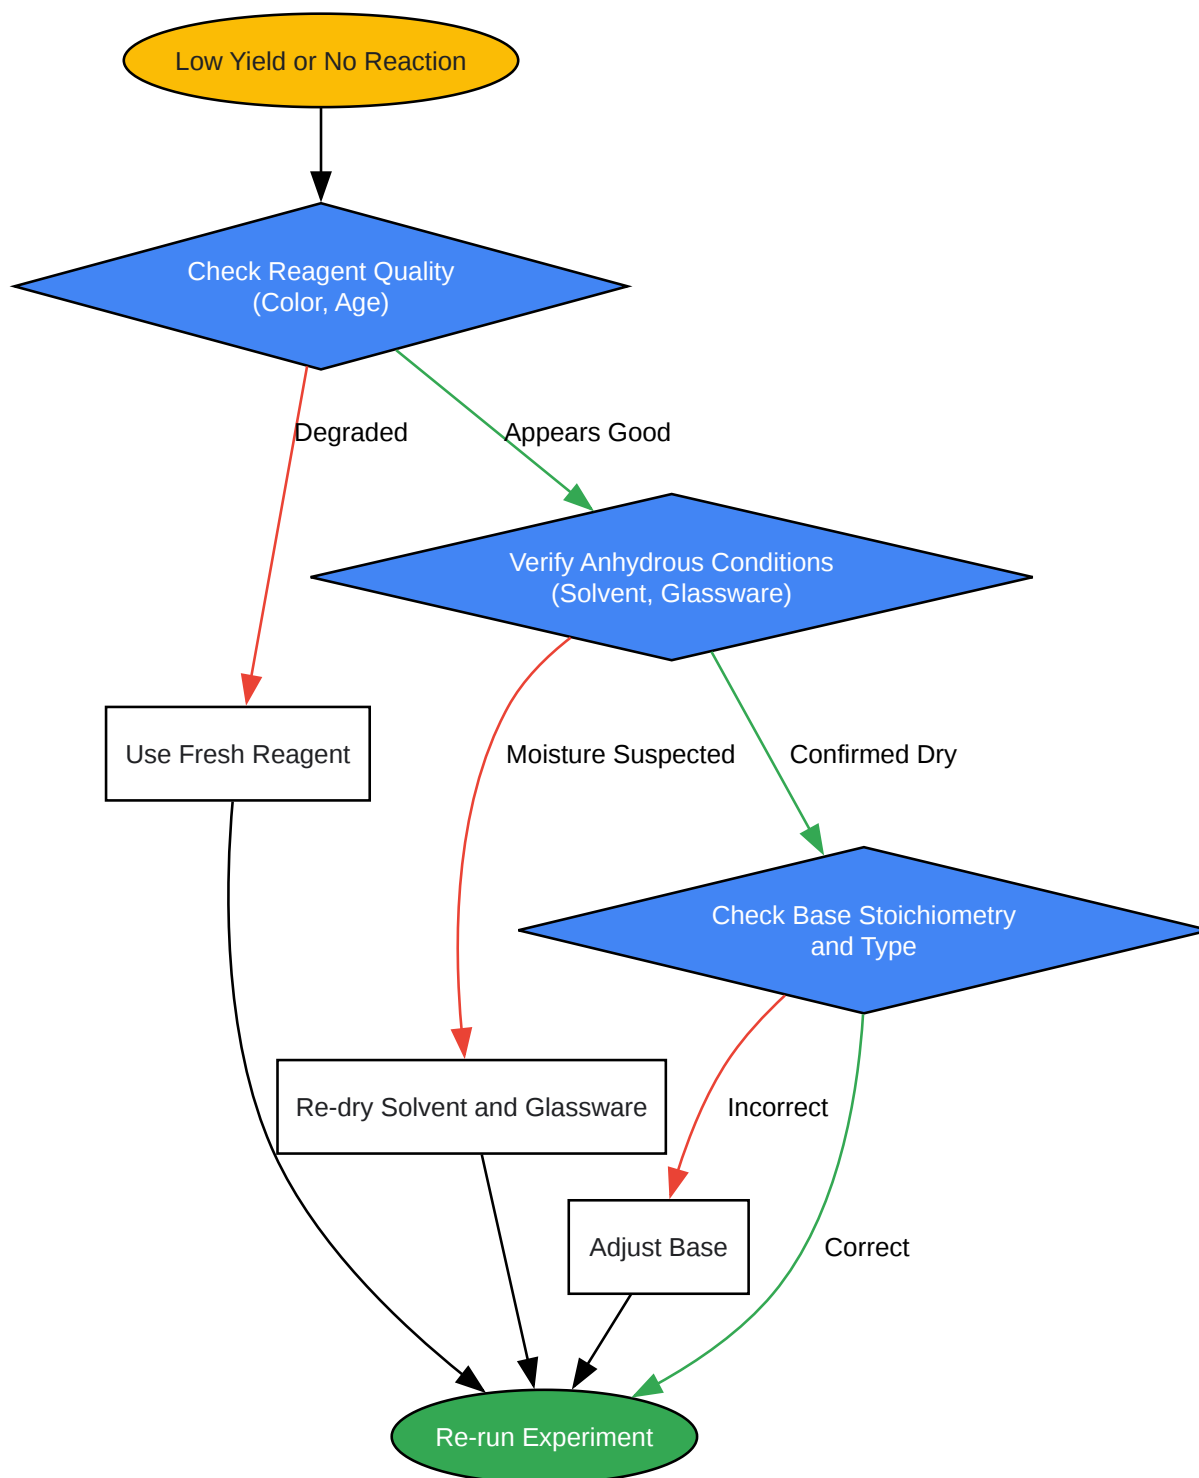 Low Yield or No Reaction
Check Reagent Quality
(Color, Age)
Degraded
Appears Good
Verify Anhydrous Conditions
(Solvent, Glassware)
Use Fresh Reagent
Moisture Suspected
Confirmed Dry
Check Base Stoichiometry
and Type
Re-dry Solvent and Glassware
Incorrect
Adjust Base
Correct
Re-run Experiment